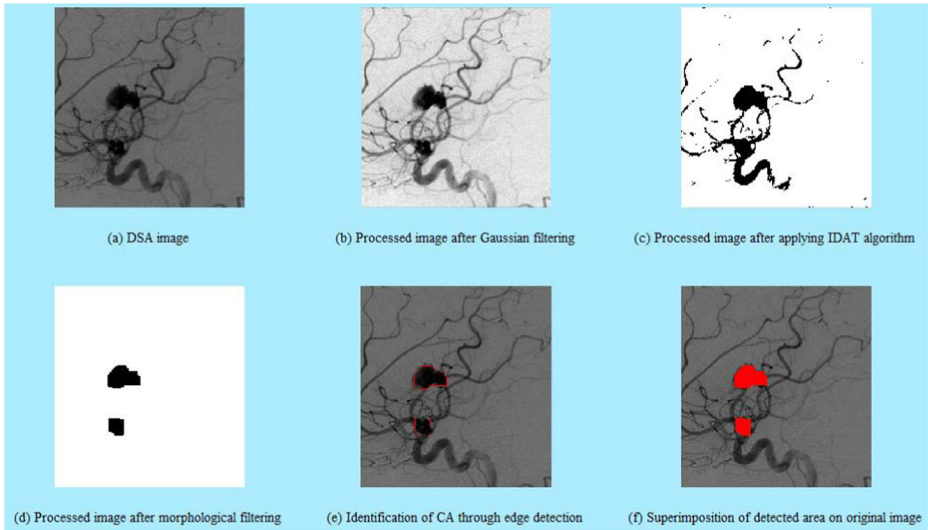 (a) DSA image
(b) Processed image after Gaussian filtering
(c) Processed image after applying IDAT algorithm
(d) Processed image after morphological filtering
(e) Identification of CA through edge detection
(f) Superimposition of detected area on original image